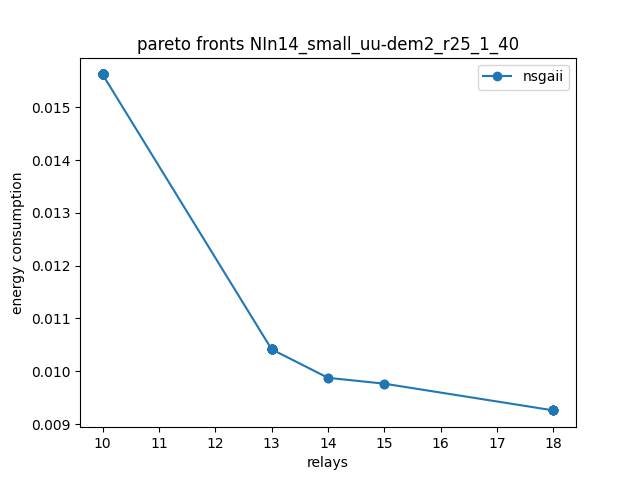 pareto fronts NIn14_small_uu-dem2_r25_1_40
nsgaii
energy consumption
0.015
0.014
0.013
0.012
0.011
0.010
0.009
10 11 12 13 14 15 16 17 18
relays